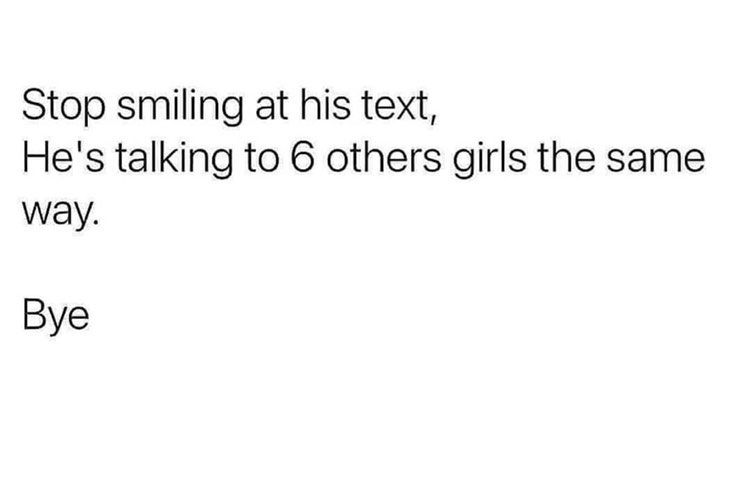 Stop smiling at his text,
He's talking to 6 others girls the same
way.
Bye